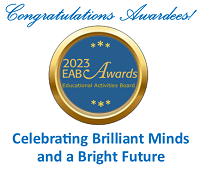 Congratulations Awardees!
2023
EAB Awards
Educational Activities Board
Celebrating Brilliant Minds
and a Bright Future